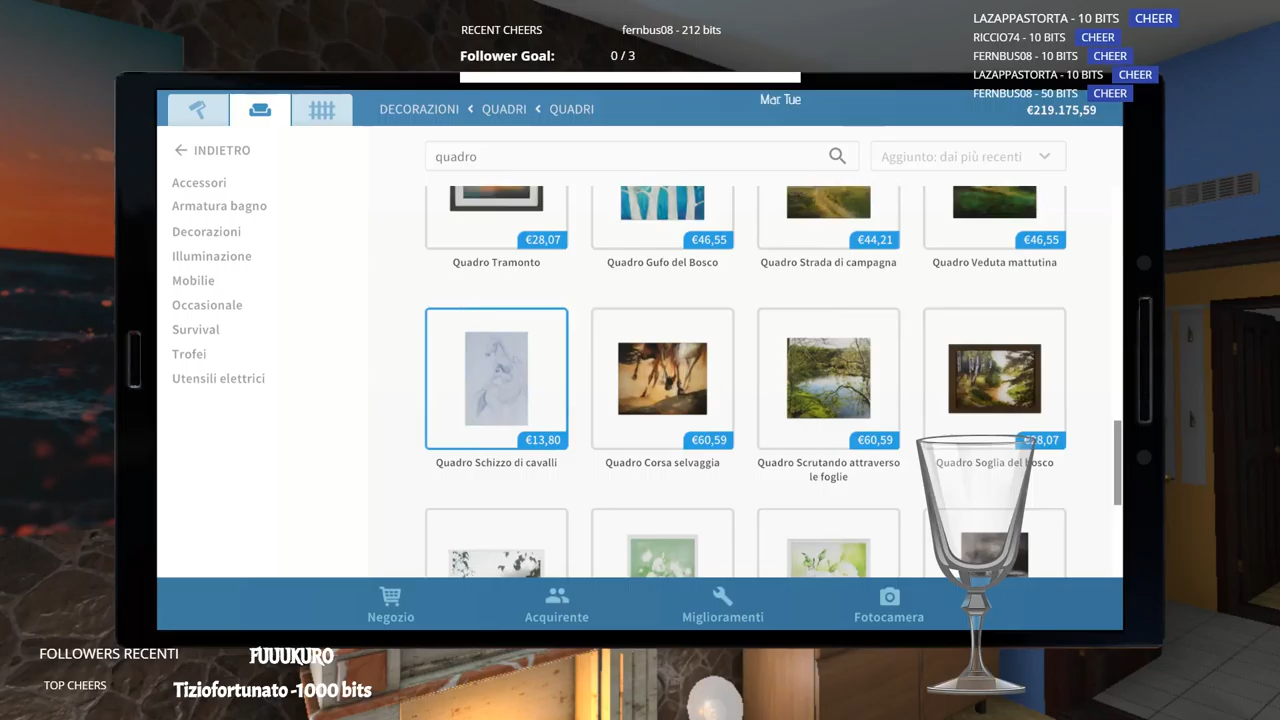 RECENT CHEERS
fernbus08 - 212 bits
Follower Goal:
0 / 3
LAZAPPASTORTA - 10 BITS CHEER
RICCIO74 - 10 BITS CHEER
FERNBUS08 - 10 BITS CHEER
LAZAPPASTORTA - 10 BITS CHEER
FERNBUS08 - 50 BITS CHEER
Mar Tue
€219.175,59
DECORAZIONI < QUADRI < QUADRI
INDIETRO
Accessori
Armatura bagno
Decorazioni
Illuminazione
Mobilie
Occasionale
Survival
Trofei
Utensili elettrici
quadro
Aggiunto: dai più recenti
€28,07
€46,55
€44,21
€46,55
Quadro Tramonto
Quadro Gufo del Bosco
Quadro Strada di campagna
Quadro Veduta mattutina
€13,80
€60,59
€60,59
8,07
Quadro Schizzo di cavalli
Quadro Corsa selvaggia
Quadro Scrutando attraverso
le foglie
Quadro Soglia del bosco
Negozio
Acquirente
Miglioramenti
Fotocamera
FOLLOWERS RECENTI
FUUUKURO
TOP CHEERS
Tiziofortunato -1000 bits